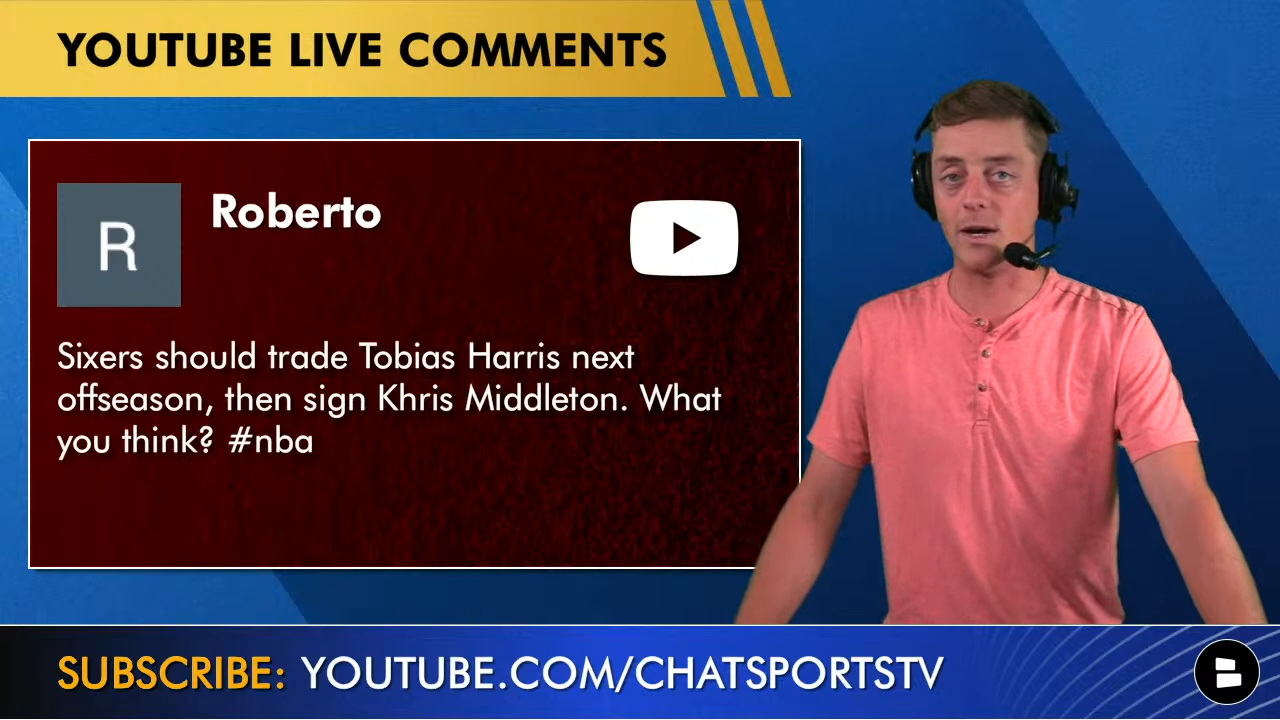 YOUTUBE LIVE COMMENTS
R
Roberto
Sixers should trade Tobias Harris next
offseason, then sign Khris Middleton. What
you think? #nba
SUBSCRIBE: YOUTUBE.COM/CHATSPORTSTV